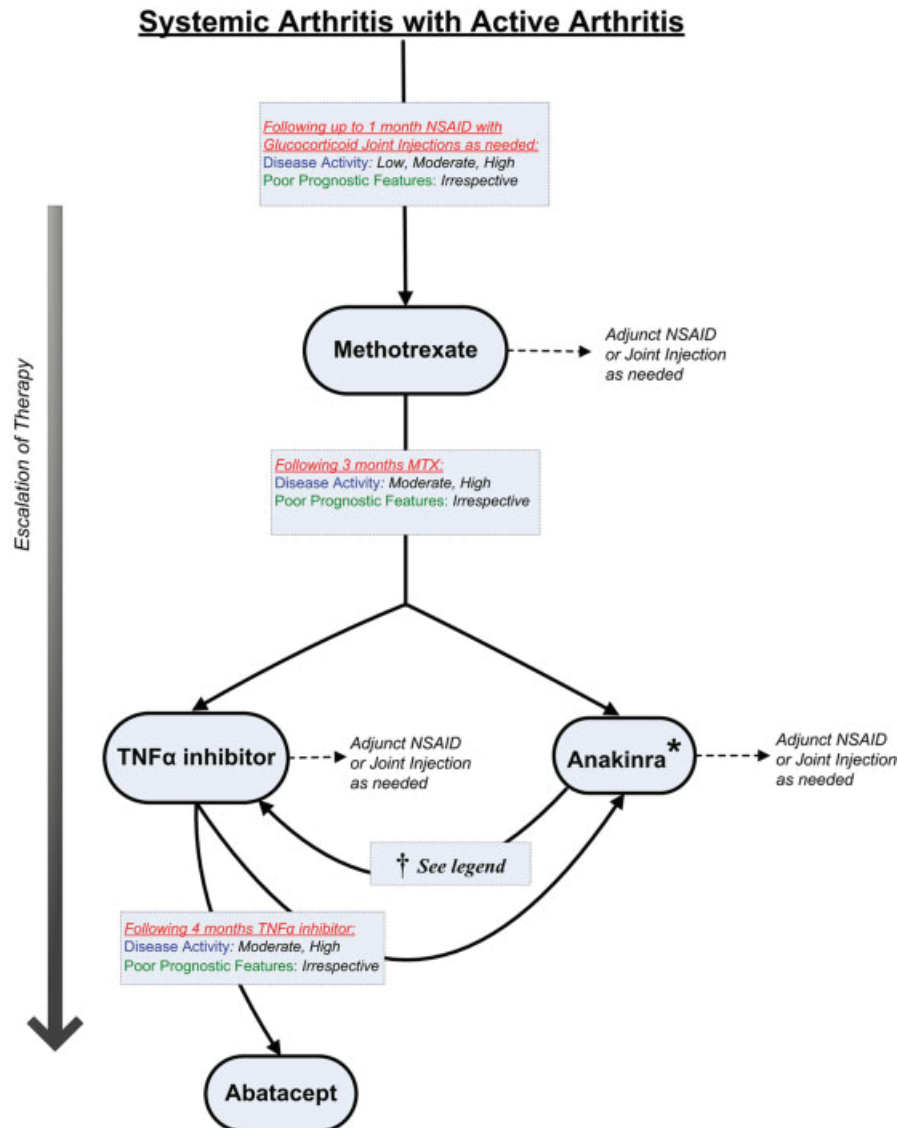 Systemic Arthritis with Active Arthritis
Following up to 1 month NSAID with
Glucocorticoid Joint Injections as needed:
Disease Activity: Low, Moderate, High
Poor Prognostic Features: Irrespective
Escalation of Therapy
Methotrexate
Adjunct NSAID
or Joint Injection
as needed
Following 3 months MTX:
Disease Activity: Moderate, High
Poor Prognostic Features: Irrespective
TNFα inhibitor
Adjunct NSAID
or Joint Injection
as needed
Anakinra*
Adjunct NSAID
or Joint Injection
as needed
† See legend
Following 4 months TNFα inhibitor:
Disease Activity: Moderate, High
Poor Prognostic Features: Irrespective
Abatacept